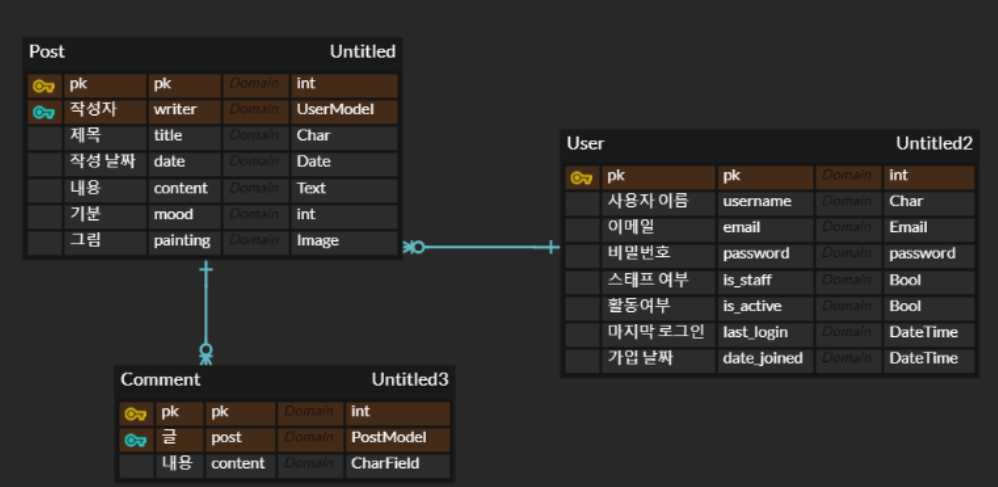 Post Untitled
pk pk Domain int
작성자 writer Domain UserModel
제목 title Domain Char
작성 날짜 date Domain Date
내용 content Domain Text
기분 mood Domain int
그림 painting Domain Image
User Untitled2
pk pk Domain int
사용자 이름 username Domain Char
이메일 email Domain Email
비밀번호 password Domain password
스태프 여부 is_staff Domain Bool
활동여부 is_active Domain Bool
마지막 로그인 last_login Domain DateTime
가입 날짜 date_joined Domain DateTime
Comment Untitled3
pk pk Domain int
글 post Domain PostModel
내용 content Domain CharField